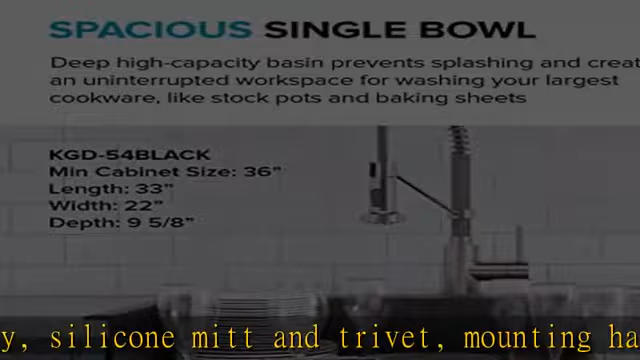 SPACIOUS SINGLE BOWL
Deep high-capacity basin prevents splashing and creat
an uninterrupted workspace for washing your largest
cookware, like stock pots and baking sheets
KGD-54BLACK
Min Cabinet Size: 36"
Length: 33"
Width: 22"
Depth: 9 5/8"
y, silicone mitt and trivet, mounting ha